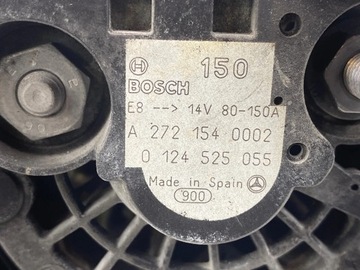 150
BOSCH
E8 --> 14V 80-150A
A 272 154 0002
0 124 525 055
Made in Spain
900